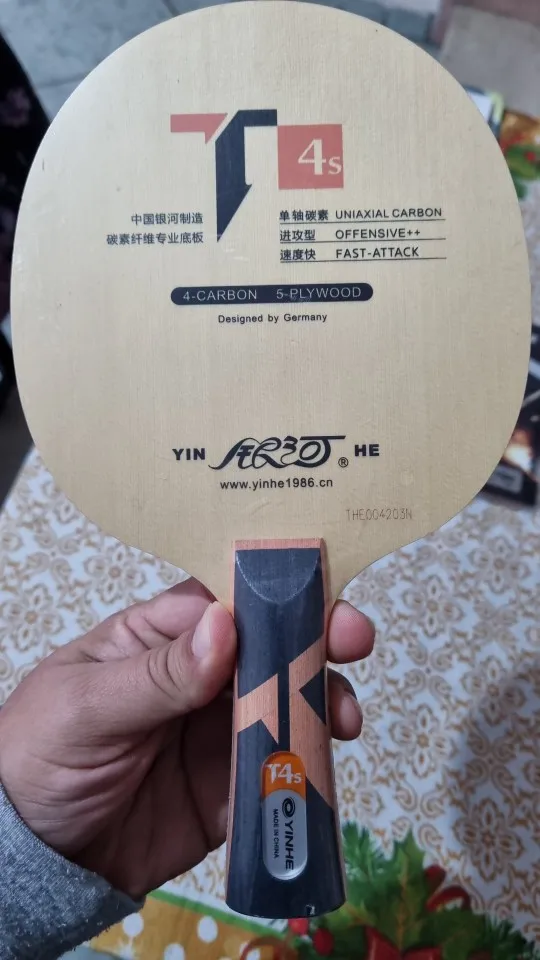 T 4s
中国银河制造
碳素纤维专业底板
单轴碳素 UNIAXIAL CARBON
进攻型 OFFENSIVE++
速度快 FAST-ATTACK
4-CARBON 5-PLYWOOD
Designed by Germany
YIN 银河 ® HE
www.yinhe1986.cn
THE004203N
T4s
YINHE
MADE IN CHINA